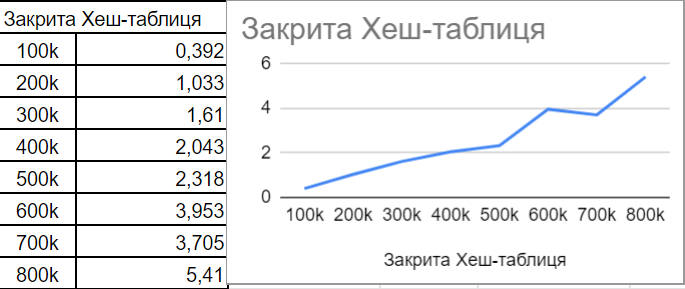 Закрита Хеш-таблиця
100k 0,392
200k 1,033
300k 1,61
400k 2,043
500k 2,318
600k 3,953
700k 3,705
800k 5,41
Закрита Хеш-таблиця
6
4
2
0
100k 200k 300k 400k 500k 600k 700k 800k
Закрита Хеш-таблиця